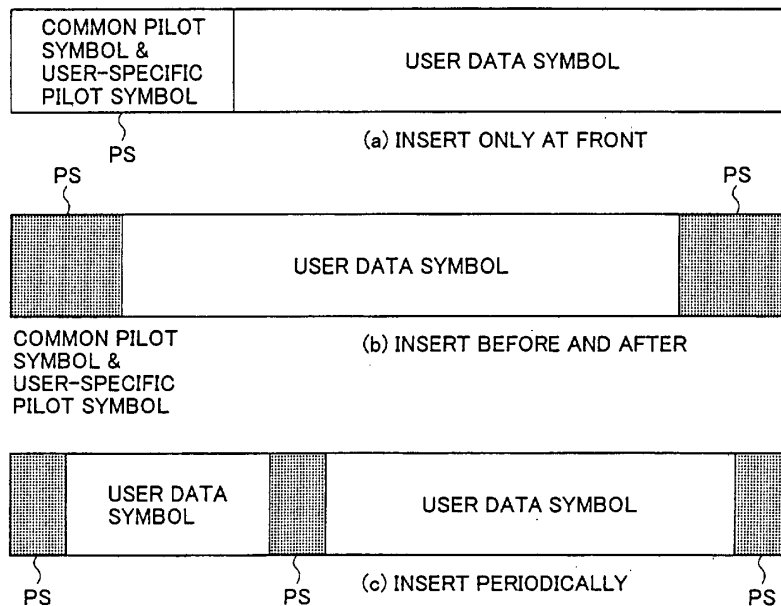 COMMON PILOT
SYMBOL &
USER-SPECIFIC
PILOT SYMBOL
USER DATA SYMBOL
PS
(a) INSERT ONLY AT FRONT
PS
PS
USER DATA SYMBOL
COMMON PILOT
SYMBOL &
USER-SPECIFIC
PILOT SYMBOL
(b) INSERT BEFORE AND AFTER
USER DATA
SYMBOL
USER DATA SYMBOL
PS
PS
(c) INSERT PERIODICALLY
PS